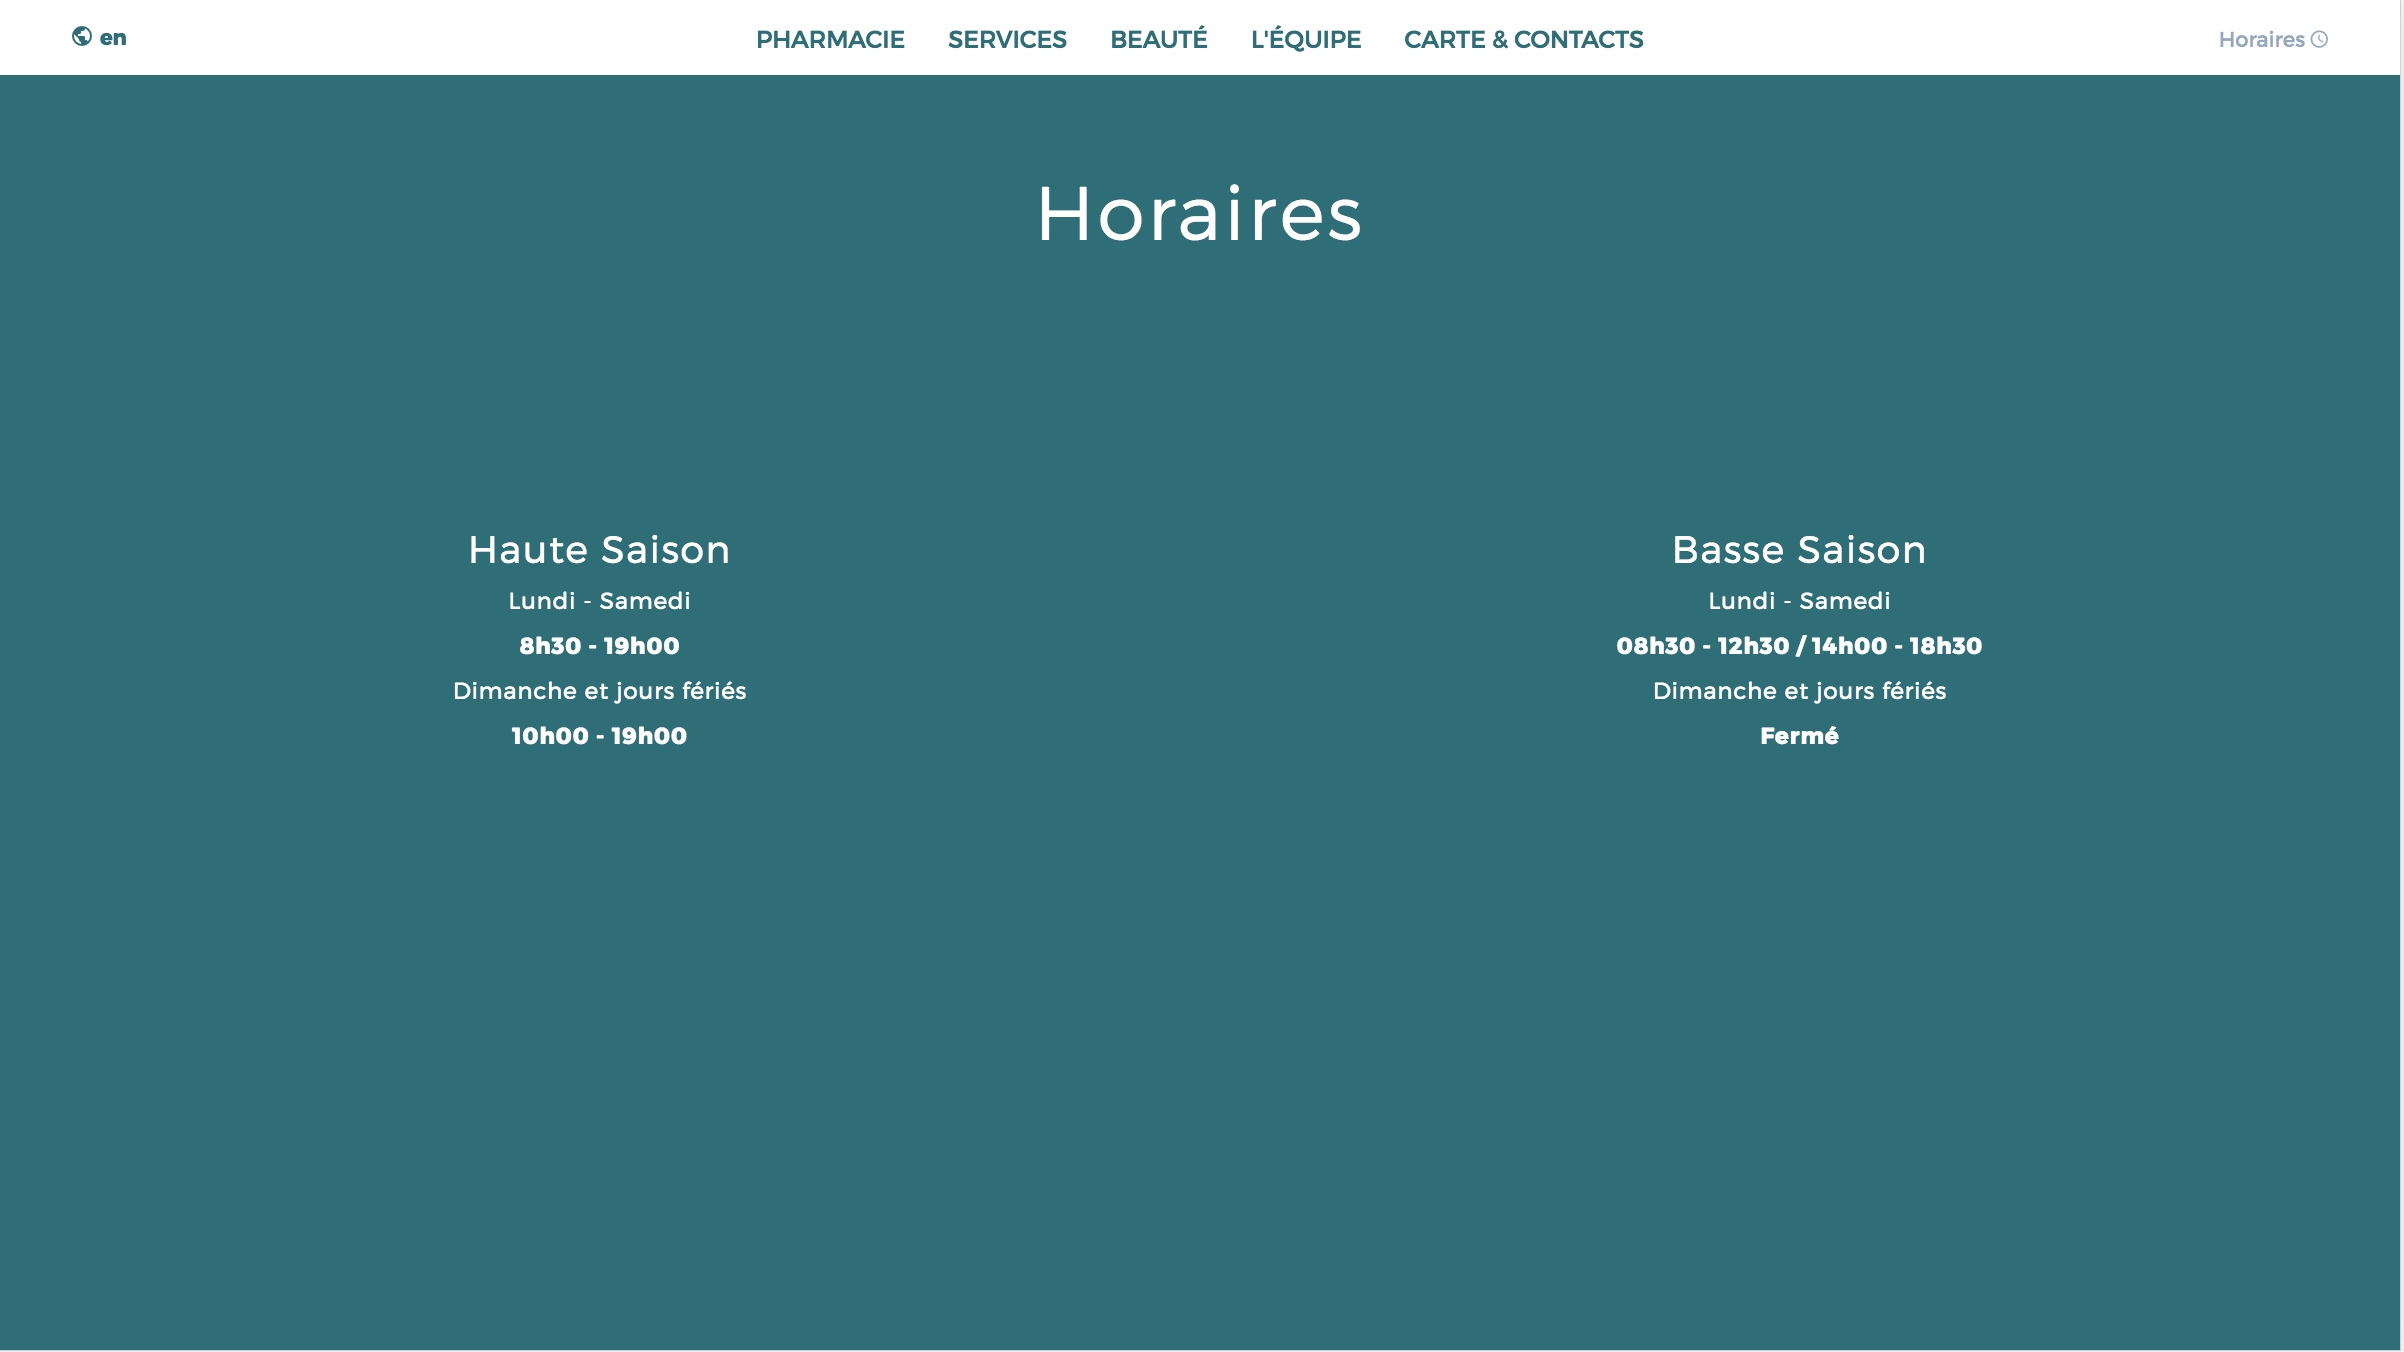 en
PHARMACIE SERVICES BEAUTÉ L'ÉQUIPE CARTE & CONTACTS
Horaires
Horaires
Haute Saison
Lundi - Samedi
8h30 - 19h00
Dimanche et jours fériés
10h00 - 19h00
Basse Saison
Lundi - Samedi
08h30 - 12h30 / 14h00 - 18h30
Dimanche et jours fériés
Fermé